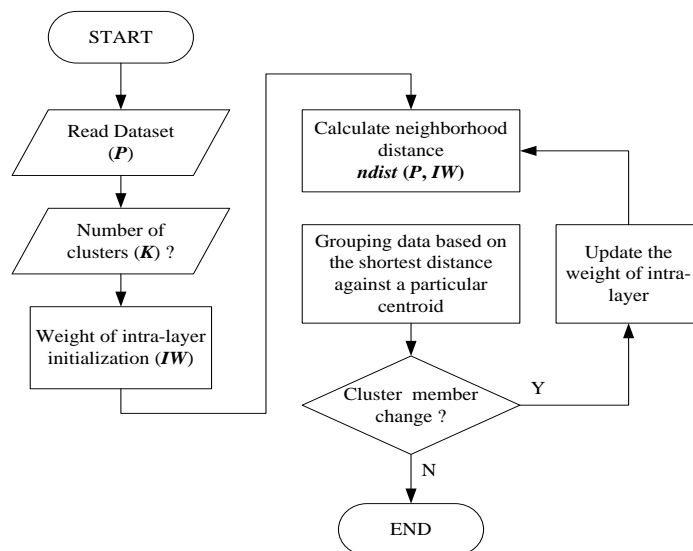 START
Read Dataset
(P)
Number of
clusters (K) ?
Weight of intra-layer
initialization (IW)
Calculate neighborhood
distance
ndist (P, IW)
Grouping data based on
the shortest distance
against a particular
centroid
Cluster member
change ?
Y
Update the
weight of intra-
layer
N
END